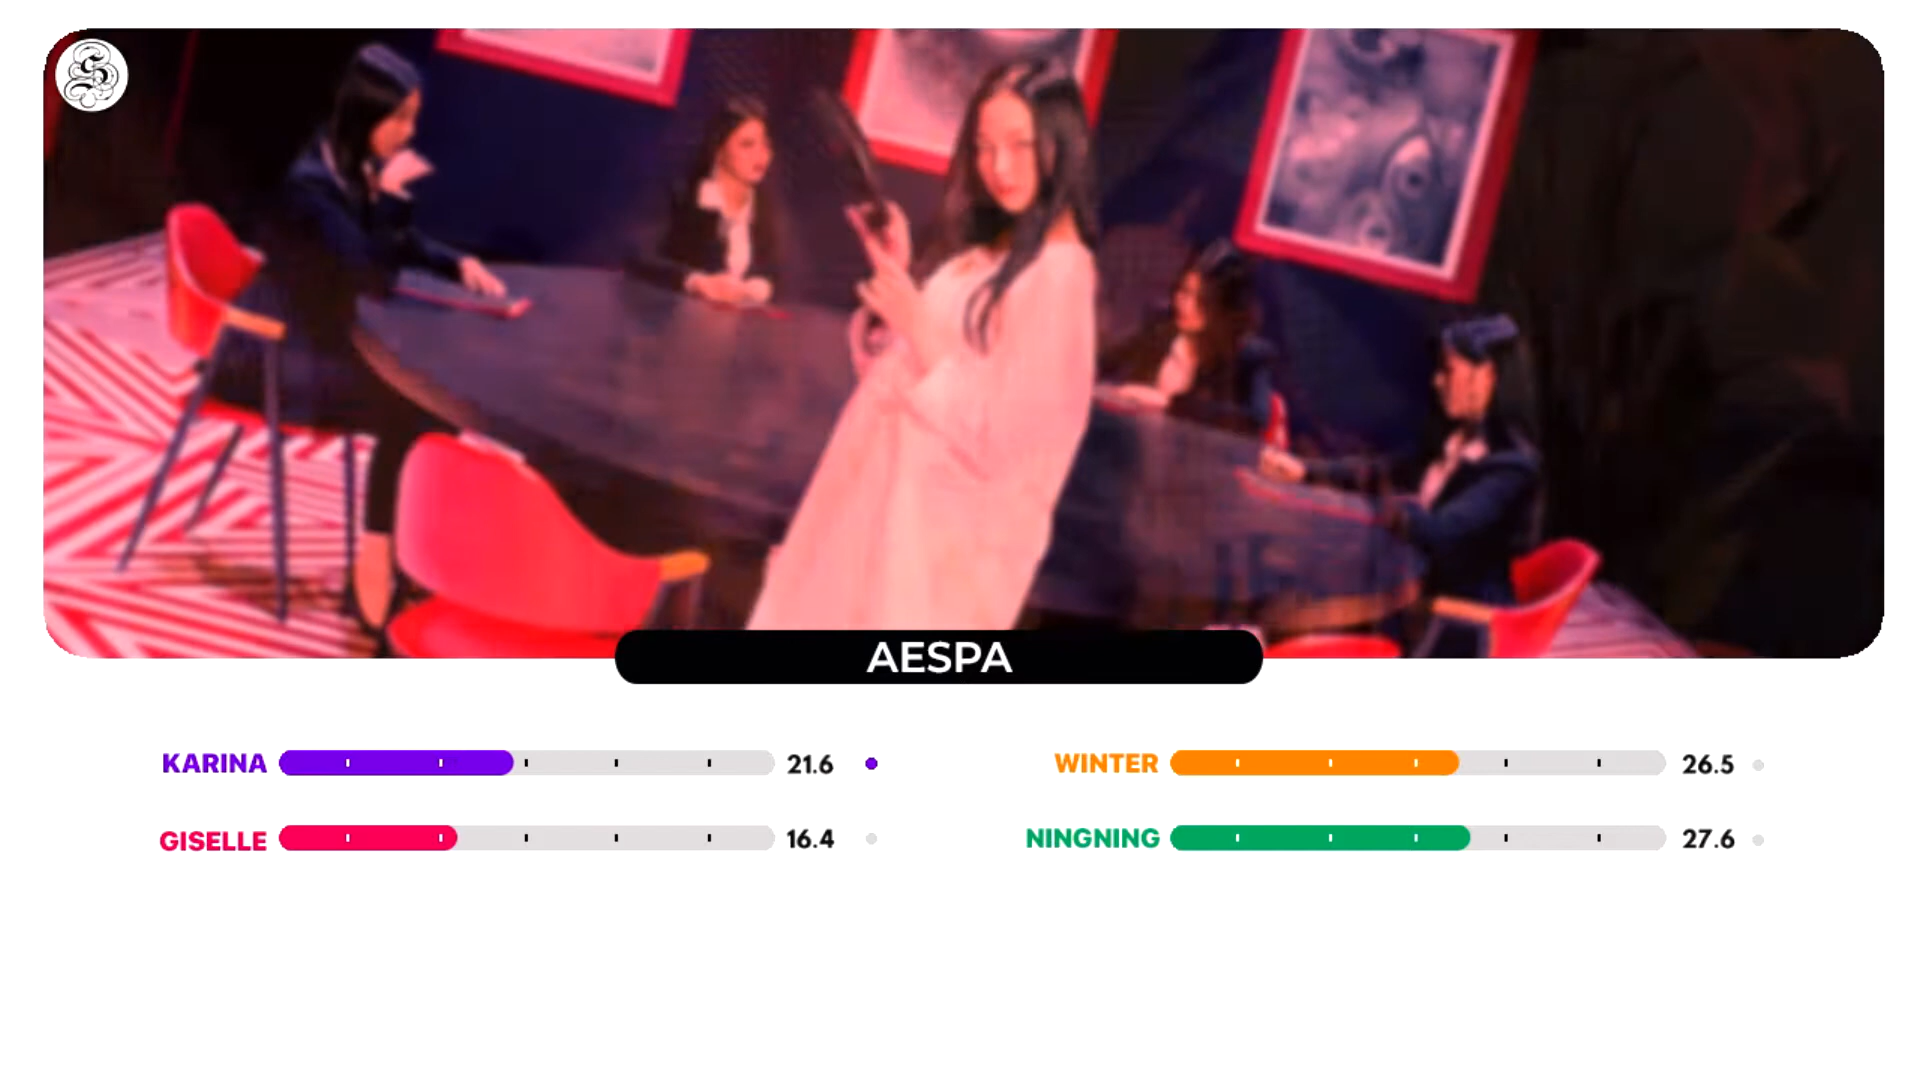 AESPA
KARINA 21.6
WINTER 26.5
GISELLE 16.4
NINGNING 27.6